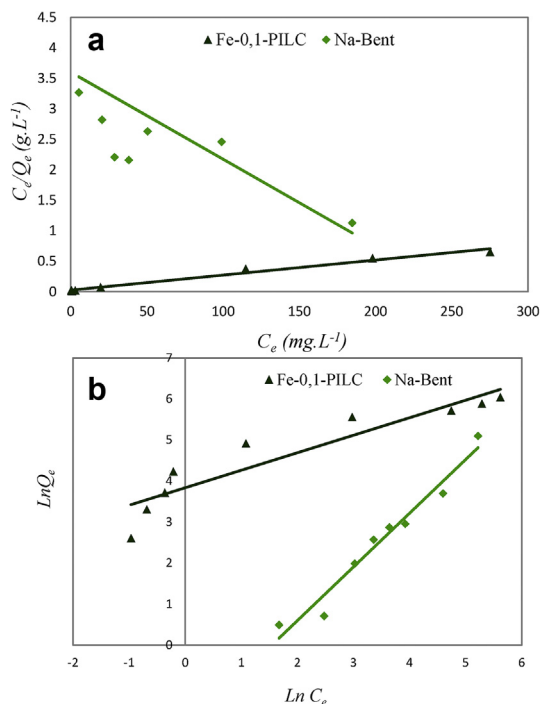 a
▲ Fe-0,1-PILC ◆ Na-Bent
4.5
4
3.5
3
2.5
2
1.5
1
0.5
0
Cₑ/Qₑ (g.L⁻¹)
0 50 100 150 200 250 300
Cₑ (mg.L⁻¹)
b
▲ Fe-0,1-PILC ◆ Na-Bent
7
6
5
4
3
2
1
0
LnQₑ
-2 -1 0 1 2 3 4 5 6
Ln Cₑ